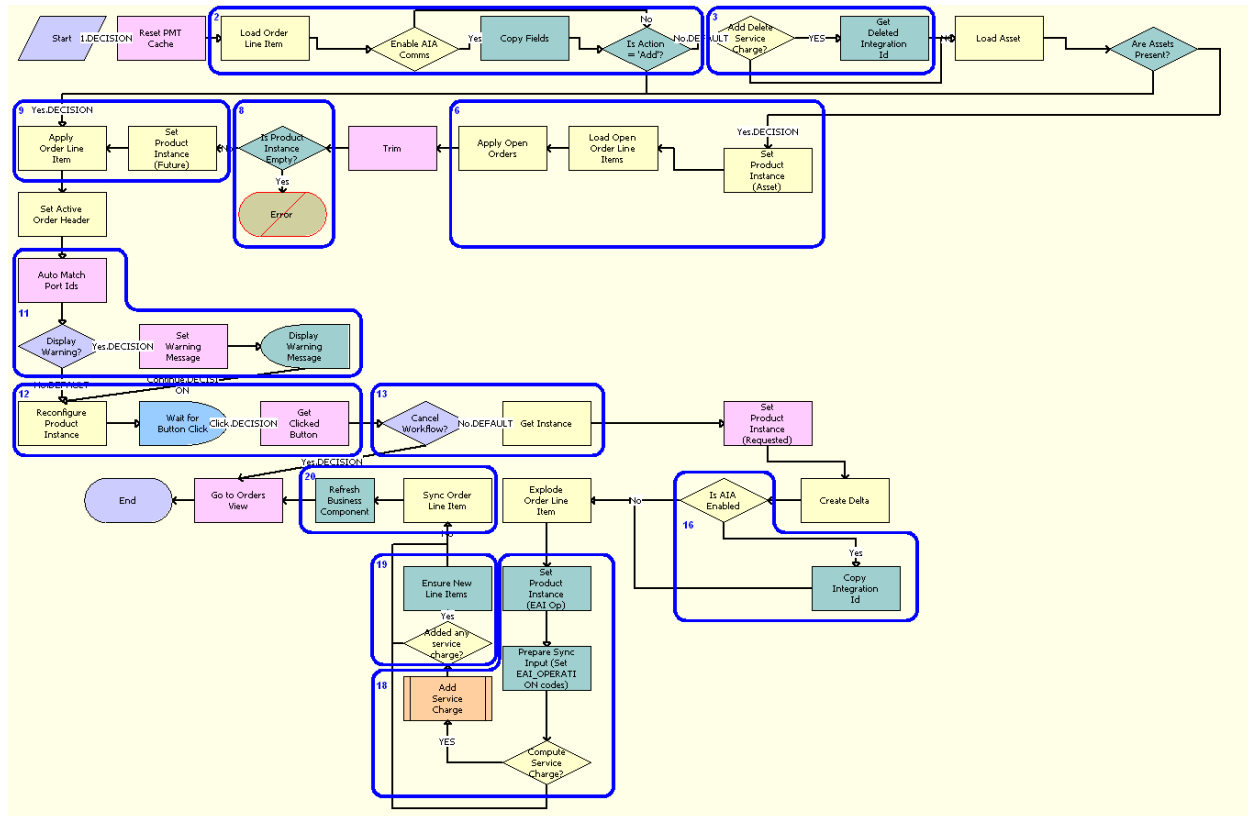 2
3
Start
1.DECISION
Reset PMT
Cache
Load Order
Line Item
Enable AIA
Comms
Yes
Copy Fields
No
Is Action
= 'Add'?
No.DEFAULT
Add Delete
Service
Charge?
YES
Get
Deleted
Integration
Id
Load Asset
Are Assets
Present?
9
Yes.DECISION
Apply
Order Line
Item
Set
Product
Instance
(Future)
8
Is Product
Instance
Empty?
Yes
Error
Trim
6
Apply Open
Orders
Load Open
Order Line
Items
Yes.DECISION
Set
Product
Instance
(Asset)
Set Active
Order Header
Auto Match
Port Ids
11
Display
Warning?
Yes.DECISION
Set
Warning
Message
Display
Warning
Message
No.DEFAULT
Continue.DECISI
ON
12
Reconfigure
Product
Instance
Wait for
Button Click
Click.DECISION
Get
Clicked
Button
13
Cancel
Workflow?
No.DEFAULT
Get Instance
Set
Product
Instance
(Requested)
Yes.DECISION
End
Go to Orders
View
20
Refresh
Business
Component
Sync Order
Line Item
Explode
Order Line
Item
No
Is AIA
Enabled
Create Delta
16
Yes
Copy
Integration
Id
No
19
Ensure New
Line Items
Yes
Added any
service
charge?
Set
Product
Instance
(EAI Op)
Prepare Sync
Input (Set
EAI_OPERATI
ON codes)
18
Add
Service
Charge
YES
Compute
Service
Charge?